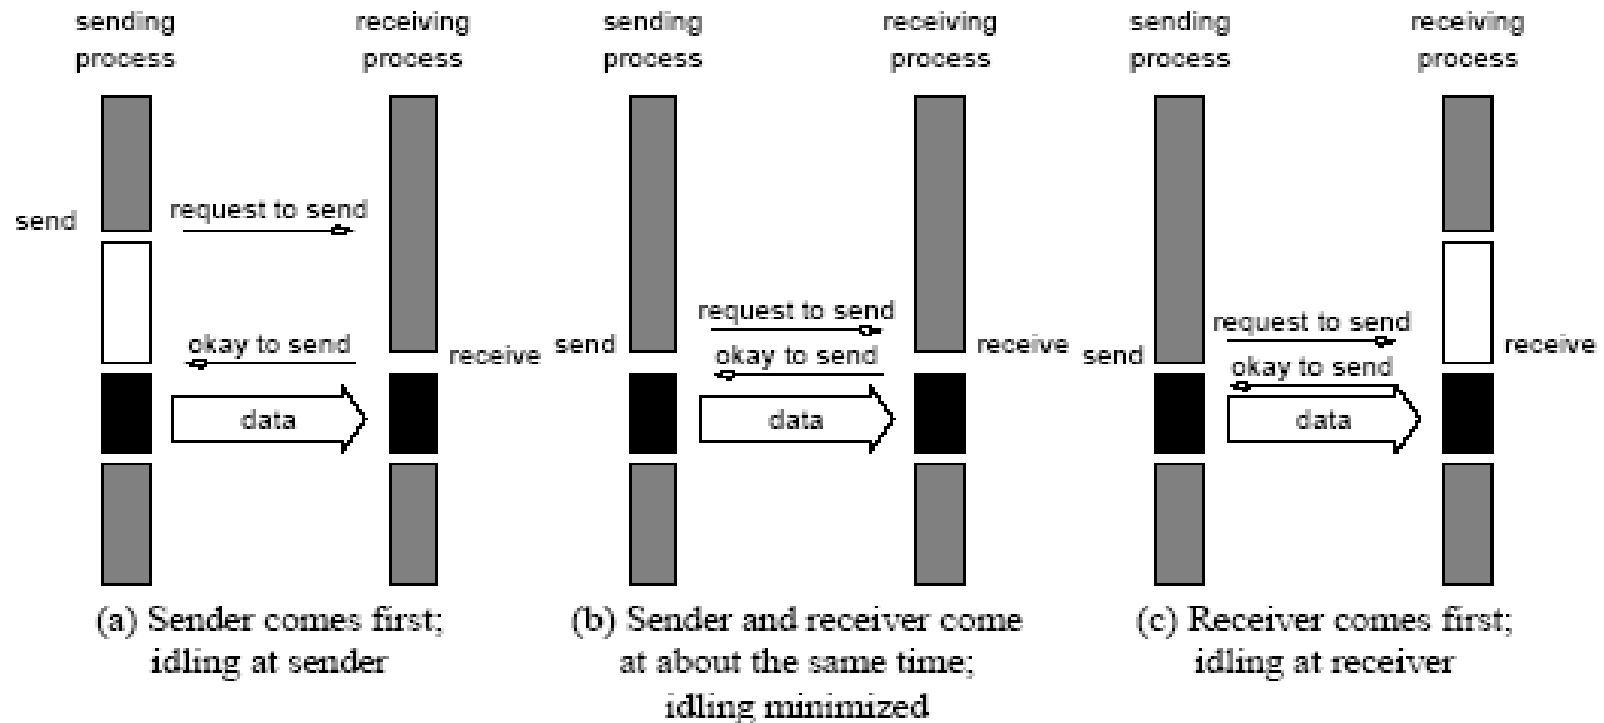 sending
process
receiving
process
sending
process
receiving
process
sending
process
receiving
process
send
request to send
okay to send
receive
data
send
request to send
okay to send
receive
data
send
request to send
okay to send
receive
data
(a) Sender comes first;
idling at sender
(b) Sender and receiver come
at about the same time;
idling minimized
(c) Receiver comes first;
idling at receiver